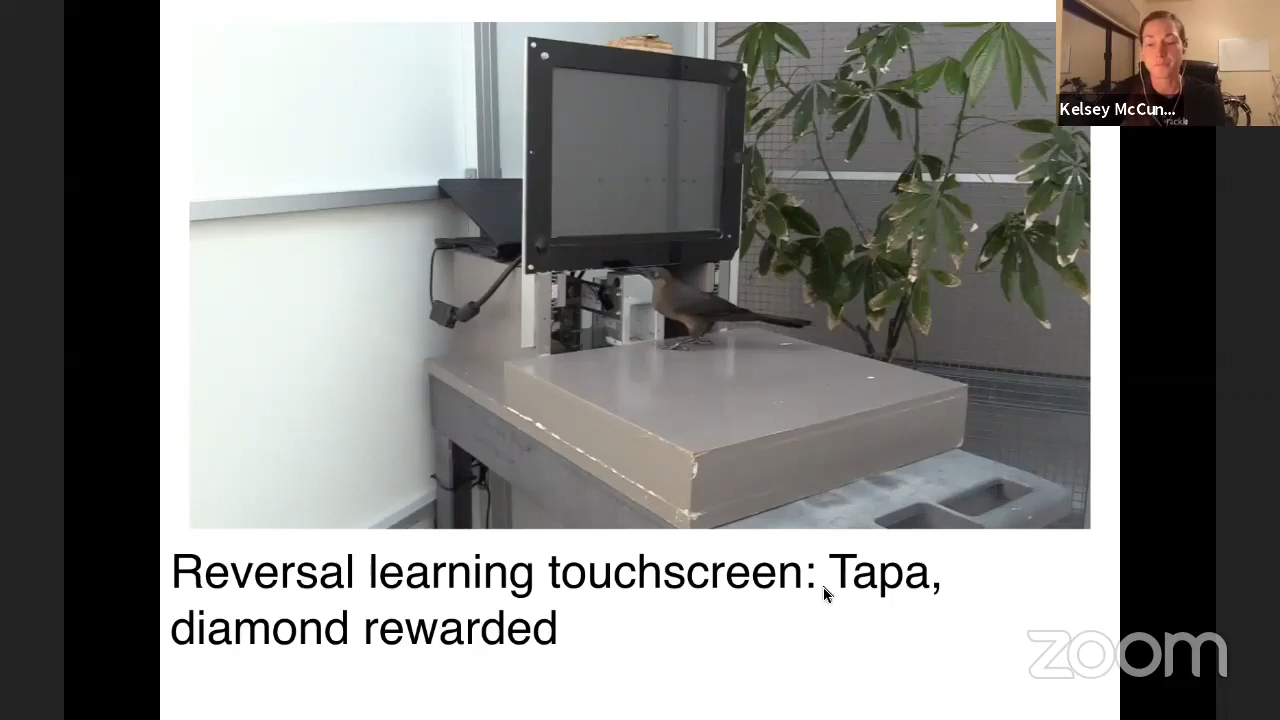 Kelsey McCun...
Reversal learning touchscreen: Tapa,
diamond rewarded
zoom